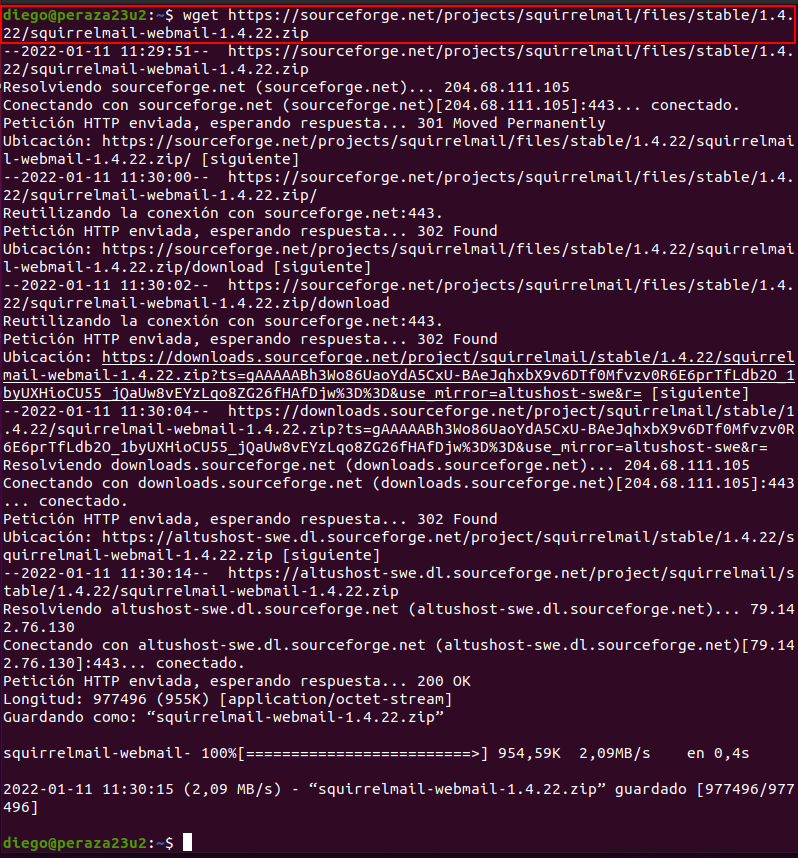 diego@peraza23u2:~$ wget https://sourceforge.net/projects/squirrelmail/files/stable/1.4.
22/squirrelmail-webmail-1.4.22.zip
--2022-01-11 11:29:51--  https://sourceforge.net/projects/squirrelmail/files/stable/1.4.
22/squirrelmail-webmail-1.4.22.zip
Resolviendo sourceforge.net (sourceforge.net)... 204.68.111.105
Conectando con sourceforge.net (sourceforge.net)[204.68.111.105]:443... conectado.
Petición HTTP enviada, esperando respuesta... 301 Moved Permanently
Ubicación: https://sourceforge.net/projects/squirrelmail/files/stable/1.4.22/squirrelmai
l-webmail-1.4.22.zip/ [siguiente]
--2022-01-11 11:30:00--  https://sourceforge.net/projects/squirrelmail/files/stable/1.4.
22/squirrelmail-webmail-1.4.22.zip/
Reutilizando la conexión con sourceforge.net:443.
Petición HTTP enviada, esperando respuesta... 302 Found
Ubicación: https://sourceforge.net/projects/squirrelmail/files/stable/1.4.22/squirrelmai
l-webmail-1.4.22.zip/download [siguiente]
--2022-01-11 11:30:02--  https://sourceforge.net/projects/squirrelmail/files/stable/1.4.
22/squirrelmail-webmail-1.4.22.zip/download
Reutilizando la conexión con sourceforge.net:443.
Petición HTTP enviada, esperando respuesta... 302 Found
Ubicación: https://downloads.sourceforge.net/project/squirrelmail/stable/1.4.22/squirrel
mail-webmail-1.4.22.zip?ts=gAAAAABh3Wo86UaoYdA5CxU-BAeJqhxbX9v6DTf0Mfvzv0R6E6prTfLdb2O_1
byUXHioCU55_jQaUw8vEYzLqo8ZG26fHAfDjw%3D%3D&use_mirror=altushost-swe&r= [siguiente]
--2022-01-11 11:30:04--  https://downloads.sourceforge.net/project/squirrelmail/stable/1
.4.22/squirrelmail-webmail-1.4.22.zip?ts=gAAAAABh3Wo86UaoYdA5CxU-BAeJqhxbX9v6DTf0Mfvzv0R
6E6prTfLdb2O_1byUXHioCU55_jQaUw8vEYzLqo8ZG26fHAfDjw%3D%3D&use_mirror=altushost-swe&r=
Resolviendo downloads.sourceforge.net (downloads.sourceforge.net)... 204.68.111.105
Conectando con downloads.sourceforge.net (downloads.sourceforge.net)[204.68.111.105]:443
... conectado.
Petición HTTP enviada, esperando respuesta... 302 Found
Ubicación: https://altushost-swe.dl.sourceforge.net/project/squirrelmail/stable/1.4.22/s
quirrelmail-webmail-1.4.22.zip [siguiente]
--2022-01-11 11:30:14--  https://altushost-swe.dl.sourceforge.net/project/squirrelmail/s
table/1.4.22/squirrelmail-webmail-1.4.22.zip
Resolviendo altushost-swe.dl.sourceforge.net (altushost-swe.dl.sourceforge.net)... 79.14
2.76.130
Conectando con altushost-swe.dl.sourceforge.net (altushost-swe.dl.sourceforge.net)[79.14
2.76.130]:443... conectado.
Petición HTTP enviada, esperando respuesta... 200 OK
Longitud: 977496 (955K) [application/octet-stream]
Guardando como: “squirrelmail-webmail-1.4.22.zip”
squirrelmail-webmail- 100%[=========================>] 954,59K  2,09MB/s    en 0,4s
2022-01-11 11:30:15 (2,09 MB/s) - “squirrelmail-webmail-1.4.22.zip” guardado [977496/977
496]
diego@peraza23u2:~$